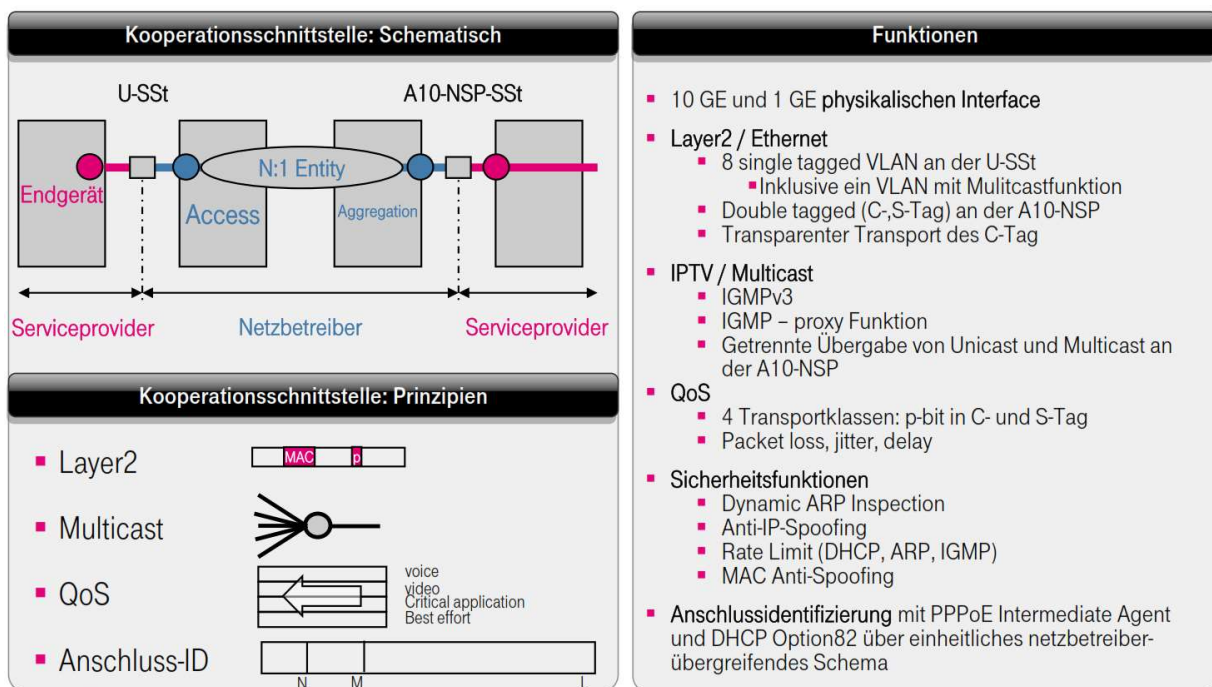 Kooperationsschnittstelle: Schematisch
U-SSt
A10-NSP-SSt
N:1 Entity
Endgerät
Access
Aggregation
Serviceprovider
Netzbetreiber
Serviceprovider
Kooperationsschnittstelle: Prinzipien
Layer2
MAC
p
Multicast
QoS
voice
video
Critical application
Best effort
Anschluss-ID
N
M
L
Funktionen
10 GE und 1 GE physikalischen Interface
Layer2 / Ethernet
8 single tagged VLAN an der U-SSt
Inklusive ein VLAN mit Mulitcastfunktion
Double tagged (C-,S-Tag) an der A10-NSP
Transparenter Transport des C-Tag
IPTV / Multicast
IGMPv3
IGMP – proxy Funktion
Getrennte Übergabe von Unicast und Multicast an
der A10-NSP
QoS
4 Transportklassen: p-bit in C- und S-Tag
Packet loss, jitter, delay
Sicherheitsfunktionen
Dynamic ARP Inspection
Anti-IP-Spoofing
Rate Limit (DHCP, ARP, IGMP)
MAC Anti-Spoofing
Anschlussidentifizierung mit PPPoE Intermediate Agent
und DHCP Option82 über einheitliches netzbetreiber-
übergreifendes Schema